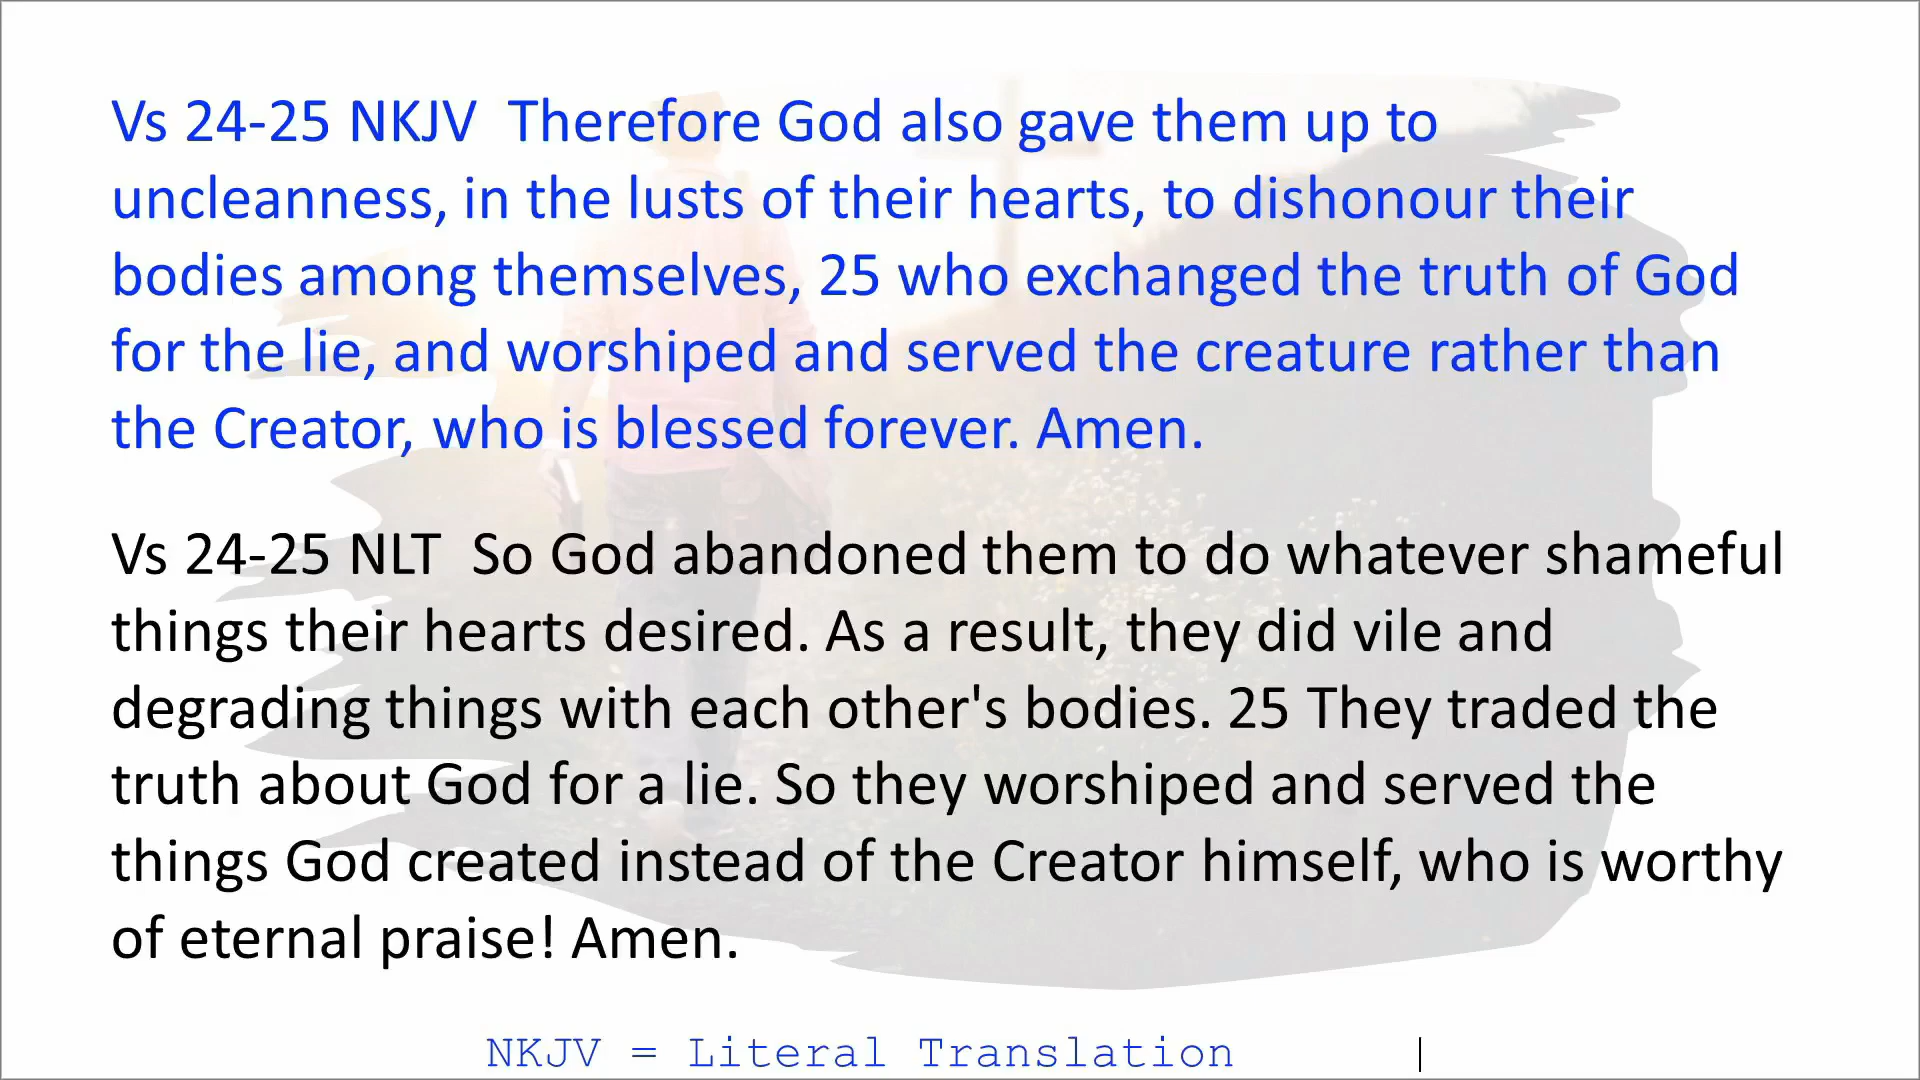 Vs 24-25 NKJV  Therefore God also gave them up to
uncleanness, in the lusts of their hearts, to dishonour their
bodies among themselves, 25 who exchanged the truth of God
for the lie, and worshiped and served the creature rather than
the Creator, who is blessed forever. Amen.
Vs 24-25 NLT  So God abandoned them to do whatever shameful
things their hearts desired. As a result, they did vile and
degrading things with each other's bodies. 25 They traded the
truth about God for a lie. So they worshiped and served the
things God created instead of the Creator himself, who is worthy
of eternal praise! Amen.
NKJV = Literal Translation